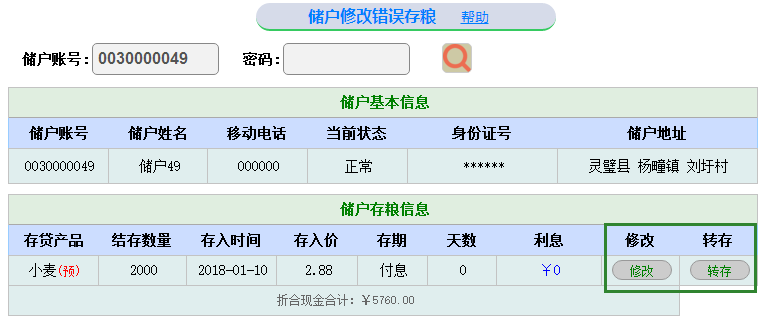 储户修改错误存粮 帮助
储户账号: 0030000049 密码:
储户基本信息
储户账号 储户姓名 移动电话 当前状态 身份证号 储户地址
0030000049 储户49 000000 正常 ****** 灵璧县 杨疃镇 刘圩村
储户存粮信息
存贷产品 结存数量 存入时间 存入价 存期 天数 利息 修改 转存
小麦(预) 2000 2018-01-10 2.88 付息 0 ￥0 修改 转存
折合现金合计：￥5760.00